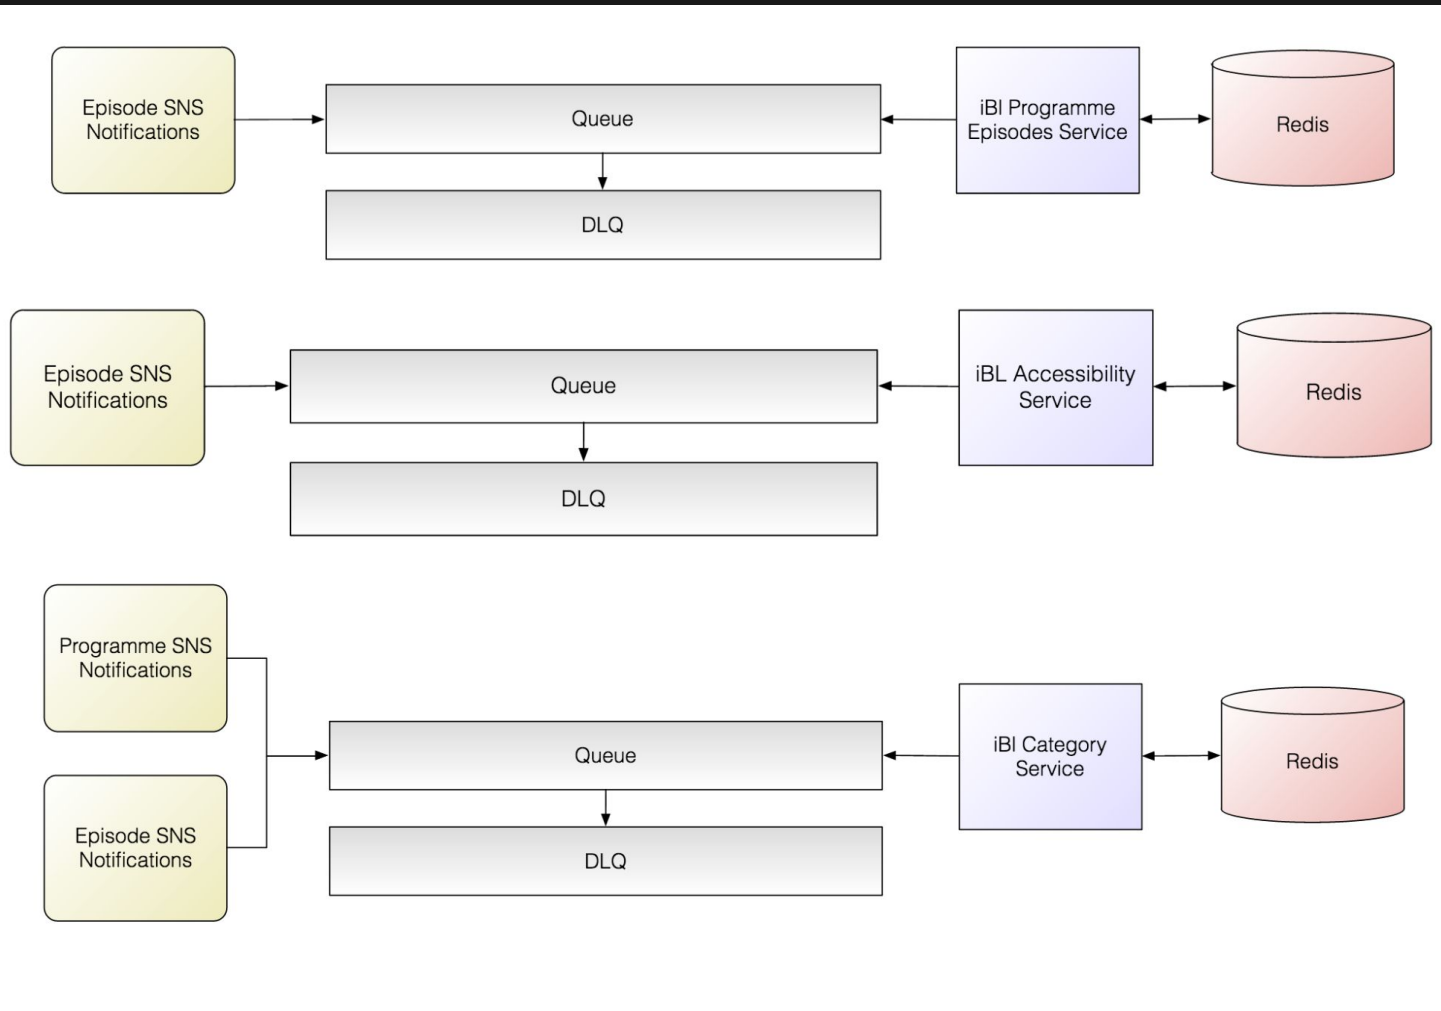 Episode SNS
Notifications
Queue
DLQ
iBl Programme
Episodes Service
Redis
Episode SNS
Notifications
Queue
DLQ
iBL Accessibility
Service
Redis
Programme SNS
Notifications
Episode SNS
Notifications
Queue
DLQ
iBl Category
Service
Redis